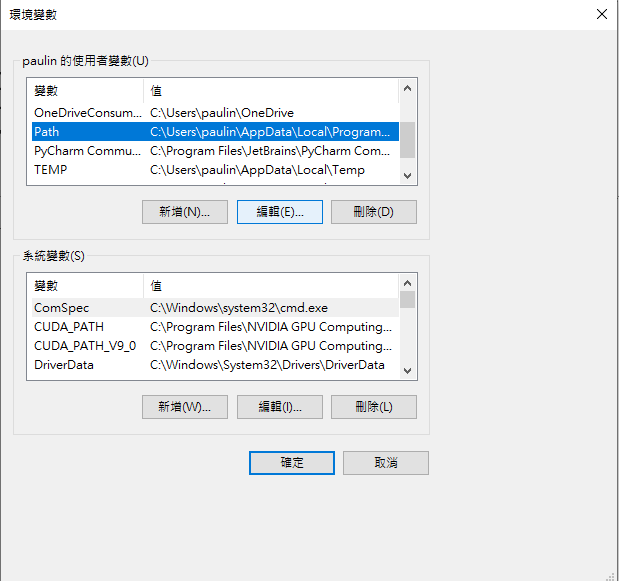 環境變數
paulin 的使用者變數(U)
變數 值
OneDriveConsum... C:\Users\paulin\OneDrive
Path C:\Users\paulin\AppData\Local\Program...
PyCharm Commu... C:\Program Files\JetBrains\PyCharm Com...
TEMP C:\Users\paulin\AppData\Local\Temp
新增(N)... 編輯(E)... 刪除(D)
系統變數(S)
變數 值
ComSpec C:\Windows\system32\cmd.exe
CUDA_PATH C:\Program Files\NVIDIA GPU Computing...
CUDA_PATH_V9_0 C:\Program Files\NVIDIA GPU Computing...
DriverData C:\Windows\System32\Drivers\DriverData
新增(W)... 編輯(I)... 刪除(L)
確定 取消